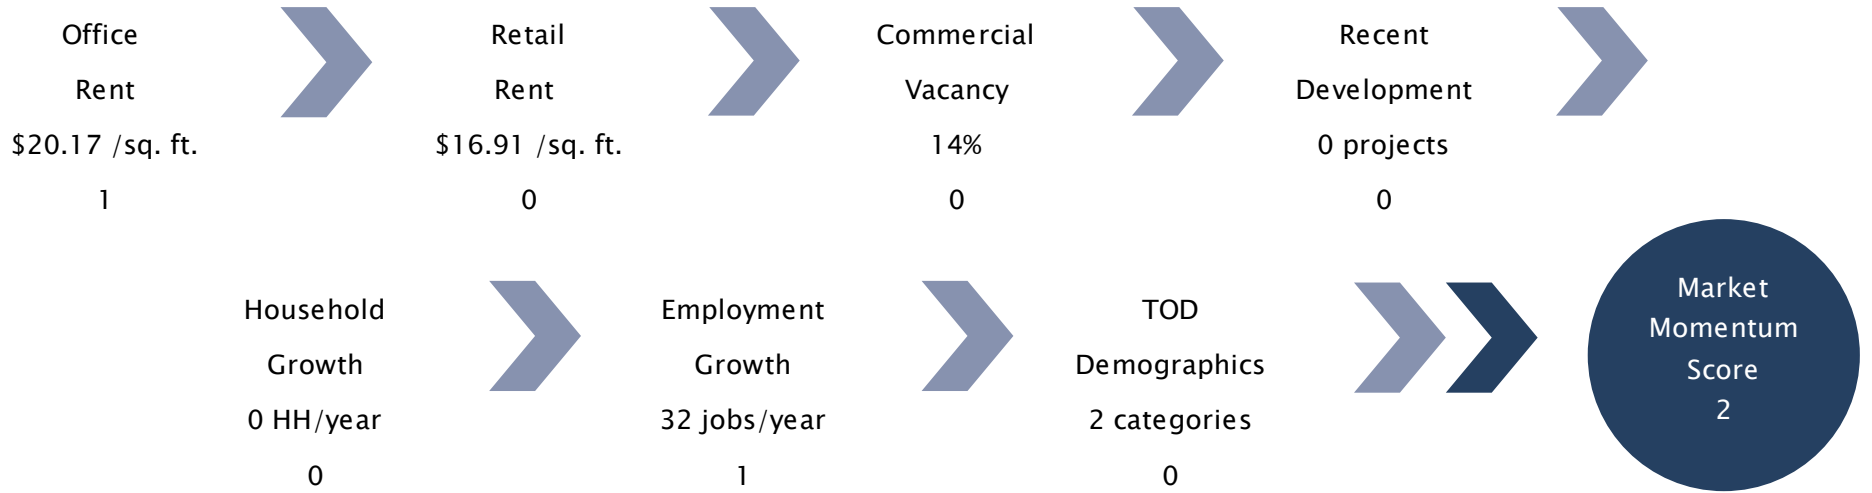 Office
Rent
$20.17 /sq. ft.
1
Retail
Rent
$16.91 /sq. ft.
0
Commercial
Vacancy
14%
0
Recent
Development
0 projects
0
Household
Growth
0 HH/year
0
Employment
Growth
32 jobs/year
1
TOD
Demographics
2 categories
0
Market
Momentum
Score
2